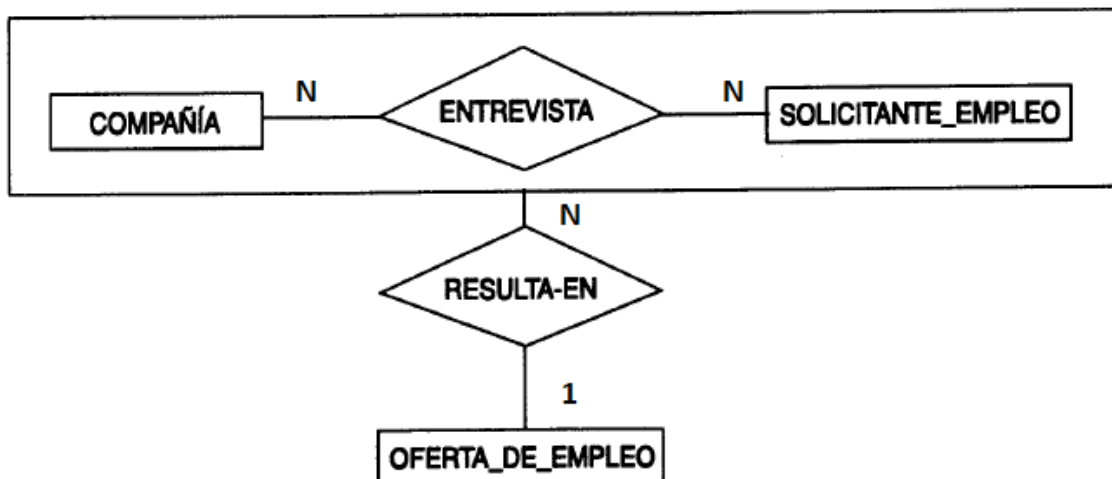 COMPAÑÍA
N
ENTREVISTA
N
SOLICITANTE_EMPLEO
N
RESULTA-EN
1
OFERTA_DE_EMPLEO